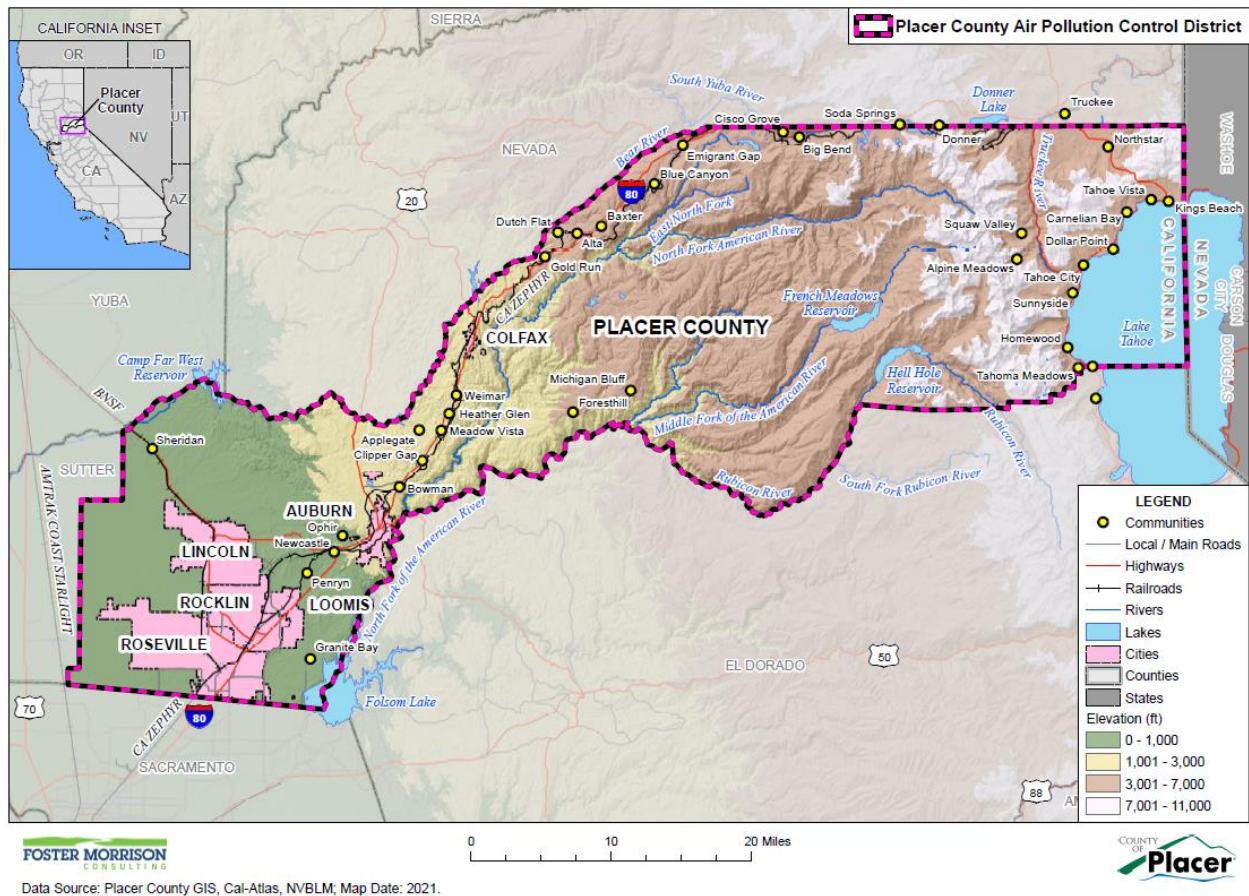 CALIFORNIA INSET
OR
ID
Placer
County
NV
UT
CA
AZ
Placer County Air Pollution Control District
SIERRA
South Yuba River
Donner
Lake
Truckee
Cisco Grove
Soda Springs
Big Bend
Donner
NEVADA
Bear River
Emigrant Gap
Truckee River
Northstar
WASHOE
80
Blue Canyon
20
East North Fork
Tahoe Vista
Kings Beach
Dutch Flat
Baxter
Carnelian Bay
Alta
North Fork American River
Squaw Valley
Dollar Point
Gold Run
Alpine Meadows
Tahoe City
CALIFORNIA
NEVADA
CARSON
CITY
YUBA
CA ZEPHYR
French Meadows
Reservoir
Sunnyside
PLACER COUNTY
COLFAX
Homewood
Lake
Tahoe
DOUGLAS
Camp Far West
Reservoir
Hell Hole
Reservoir
Tahoma Meadows
Michigan Bluff
Weimar
Foresthill
BNSF
Heather Glen
Middle Fork of the American River
Meadow Vista
Applegate
Sheridan
Clipper Gap
Rubicon River
SUTTER
Rubicon River
South Fork Rubicon River
Bowman
AMTRAK COAST STARLIGHT
AUBURN
Ophir
Newcastle
LINCOLN
Penryn
ROCKLIN
LOOMIS
North Fork of the American River
ROSEVILLE
Granite Bay
EL DORADO
50
70
Folsom Lake
CA ZEPHYR
80
SACRAMENTO
88
LEGEND
Communities
Local / Main Roads
Highways
Railroads
Rivers
Lakes
Cities
Counties
States
Elevation (ft)
0 - 1,000
1,001 - 3,000
3,001 - 7,000
7,001 - 11,000
FOSTER MORRISON
CONSULTING
0
10
20 Miles
COUNTY
OF
Placer
Data Source: Placer County GIS, Cal-Atlas, NVBLM; Map Date: 2021.